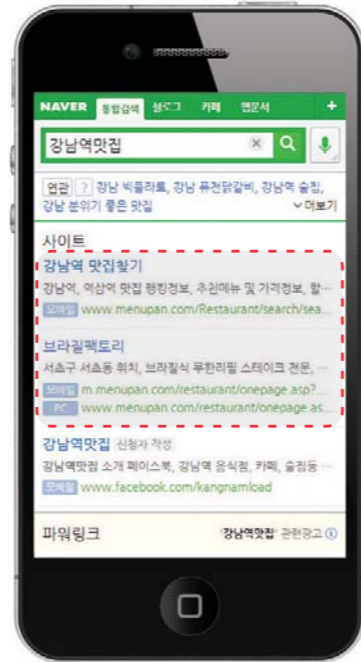 NAVER 통합검색 블로그 카페 웹문서 +
강남역맛집
연관 ? 강남 빅플라토, 강남 퓨전닭갈비, 강남역 술집,
강남 분위기 좋은 맛집 더보기
사이트
강남역 맛집찾기
강남역, 역삼역 맛집 랭킹정보, 추천메뉴 및 가격정보, 할…
모바일 www.menupan.com/Restaurant/search/sea…
브라질팩토리
서초구 서초동 위치, 브라질식 무한리필 스테이크 전문, …
모바일 m.menupan.com/restaurant/onepage.asp?…
PC www.menupan.com/restaurant/onepage.as…
강남역맛집 신청자 작성
강남역맛집 소개 페이스북, 강남역 음식점, 카페, 술집등 …
모바일 www.facebook.com/kangnamload
파워링크 '강남역맛집' 관련광고